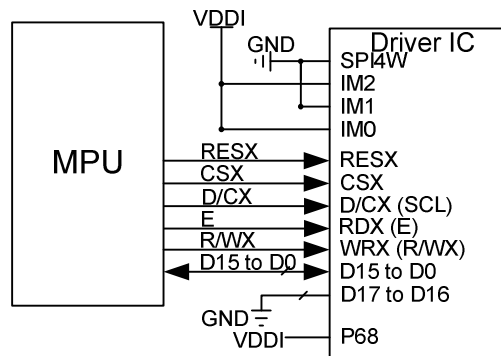 VDDI
GND
Driver IC
SPI4W
IM2
IM1
IM0
MPU
RESX
RESX
CSX
CSX
D/CX
D/CX (SCL)
E
RDX (E)
R/WX
WRX (R/WX)
D15 to D0
D15 to D0
D17 to D16
GND
VDDI
P68